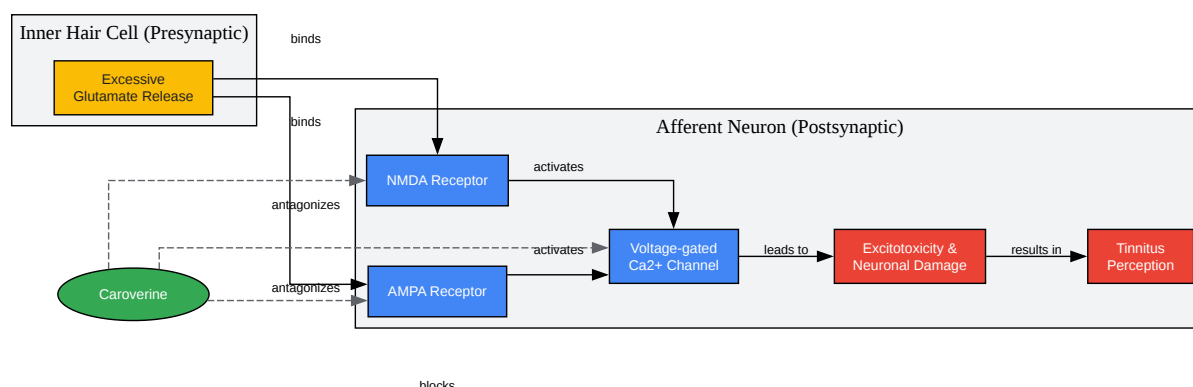 Inner Hair Cell (Presynaptic)
binds
Excessive
Glutamate Release
binds
Afferent Neuron (Postsynaptic)
activates
NMDA Receptor
antagonizes
activates
Voltage-gated
Ca2+ Channel
leads to
Excitotoxicity &
Neuronal Damage
results in
Tinnitus
Perception
Caroverine
antagonizes
AMPA Receptor
blocks